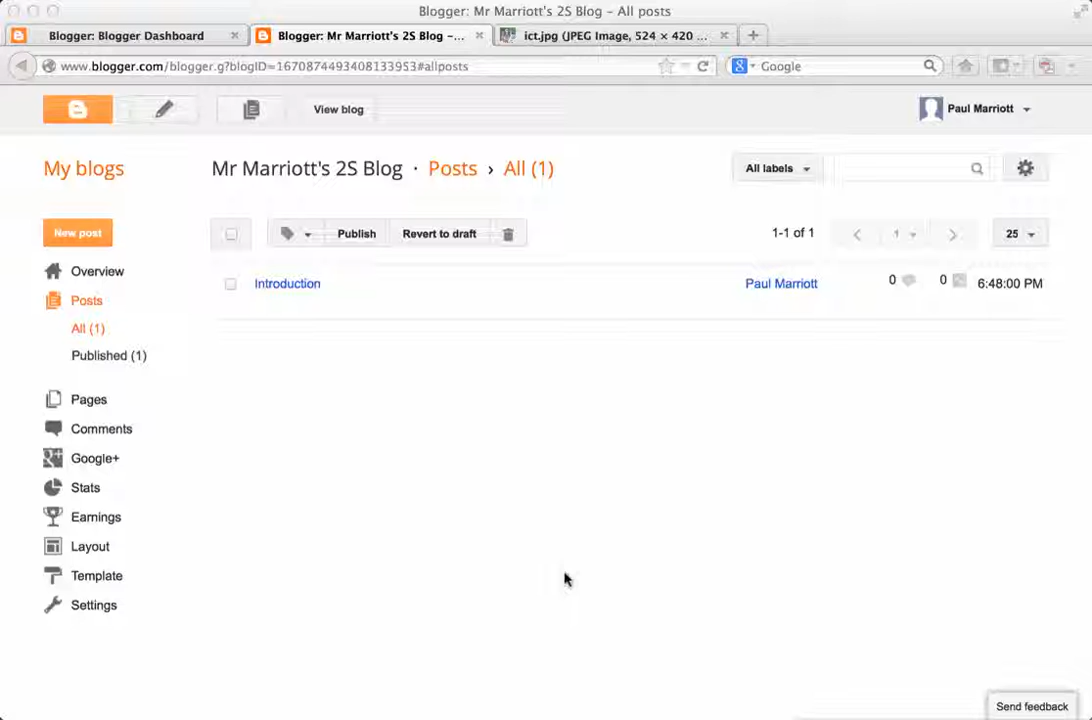 Blogger: Mr Marriott's 2S Blog – All posts
Blogger: Blogger Dashboard
Blogger: Mr Marriott's 2S Blog –...
ict.jpg (JPEG Image, 524 × 420 ...
www.blogger.com/blogger.g?blogID=1670874493408133953#allposts
Google
View blog
Paul Marriott
My blogs
Mr Marriott's 2S Blog · Posts › All (1)
All labels
New post
Publish
Revert to draft
1-1 of 1
1
25
Overview
Introduction
Paul Marriott
0
0
6:48:00 PM
Posts
All (1)
Published (1)
Pages
Comments
Google+
Stats
Earnings
Layout
Template
Settings
Send feedback